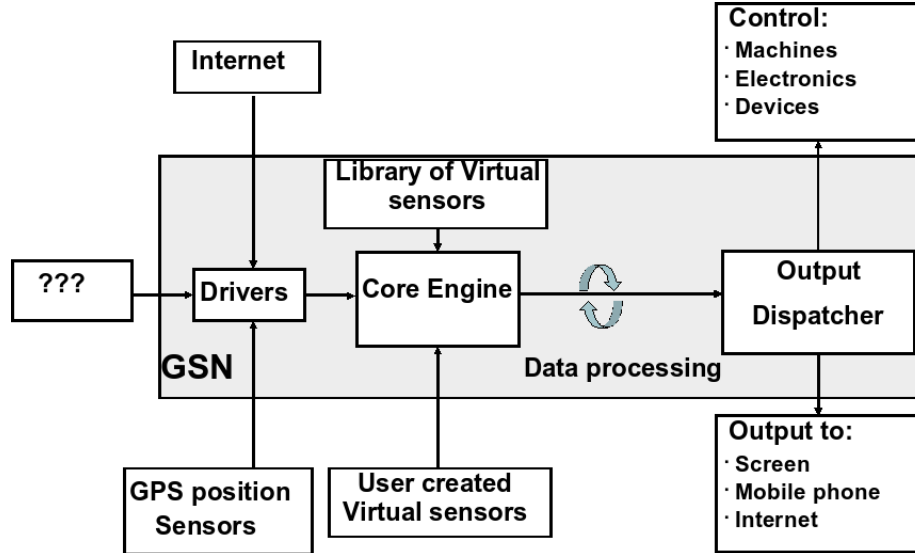 Control:
· Machines
· Electronics
· Devices
Internet
Library of Virtual
sensors
???
Drivers
Core Engine
Output
Dispatcher
GSN
Data processing
GPS position
Sensors
User created
Virtual sensors
Output to:
· Screen
· Mobile phone
· Internet